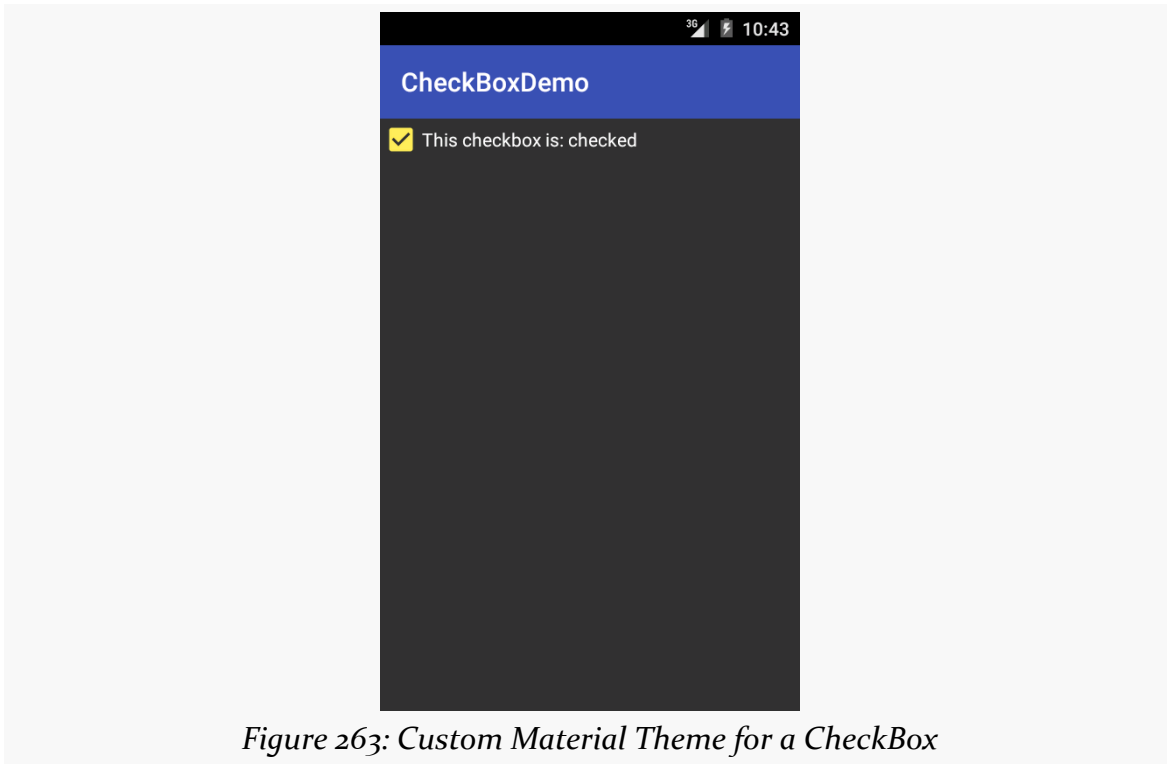 3G 10:43
CheckBoxDemo
This checkbox is: checked
Figure 263: Custom Material Theme for a CheckBox